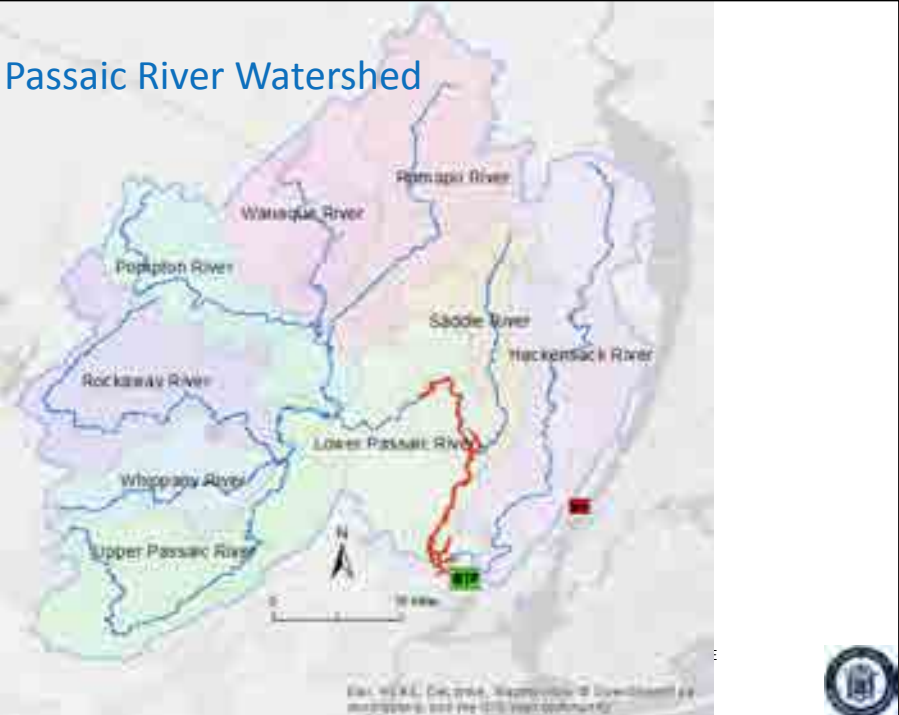 Passaic River Watershed
Ramapo River
Wanaque River
Pompton River
Saddle River
Hackensack River
Rockaway River
Lower Passaic River
Whippany River
Upper Passaic River
N
0